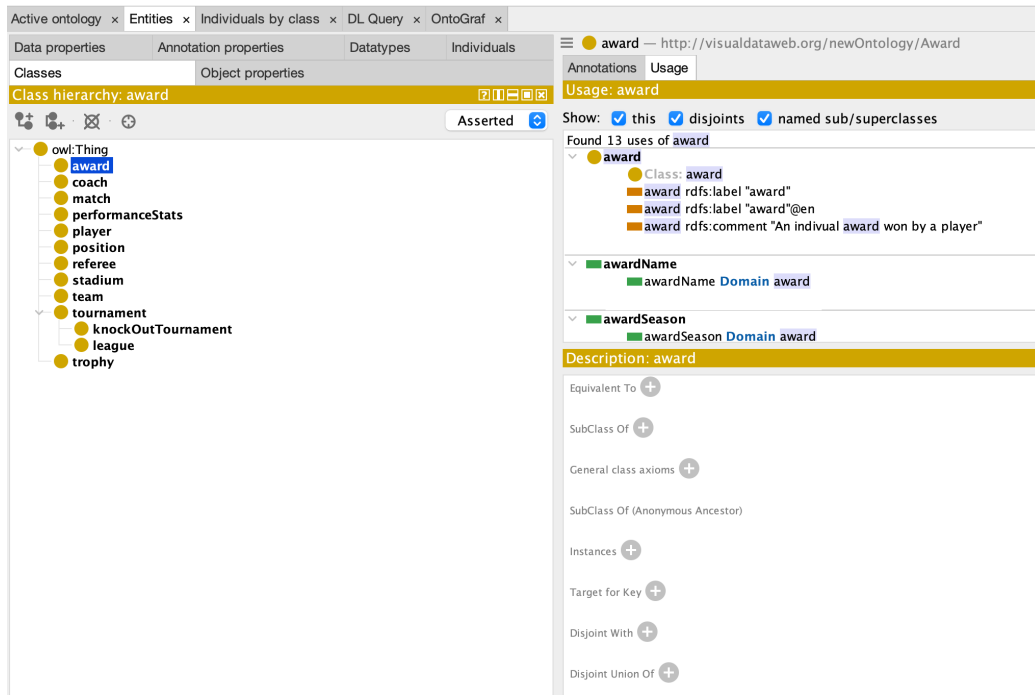 Active ontology × Entities × Individuals by class × DL Query × OntoGraf ×
Data properties Annotation properties Datatypes Individuals
Classes Object properties
Class hierarchy: award
Asserted
owl:Thing
award
coach
match
performanceStats
player
position
referee
stadium
team
tournament
knockOutTournament
league
trophy
award — http://visualdataweb.org/newOntology/Award
Annotations Usage
Usage: award
Show: this disjoints named sub/superclasses
Found 13 uses of award
award
Class: award
award rdfs:label "award"
award rdfs:label "award"@en
award rdfs:comment "An indivual award won by a player"
awardName
awardName Domain award
awardSeason
awardSeason Domain award
Description: award
Equivalent To
SubClass Of
General class axioms
SubClass Of (Anonymous Ancestor)
Instances
Target for Key
Disjoint With
Disjoint Union Of